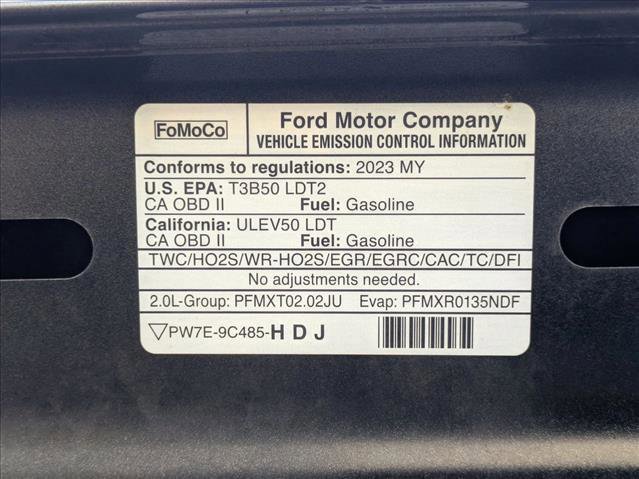 FoMoCo
Ford Motor Company
VEHICLE EMISSION CONTROL INFORMATION
Conforms to regulations: 2023 MY
U.S. EPA: T3B50 LDT2
CA OBD II Fuel: Gasoline
California: ULEV50 LDT
CA OBD II Fuel: Gasoline
TWC/HO2S/WR-HO2S/EGR/EGRC/CAC/TC/DFI
No adjustments needed.
2.0L-Group: PFMXT02.02JU Evap: PFMXR0135NDF
PW7E-9C485-HDJ